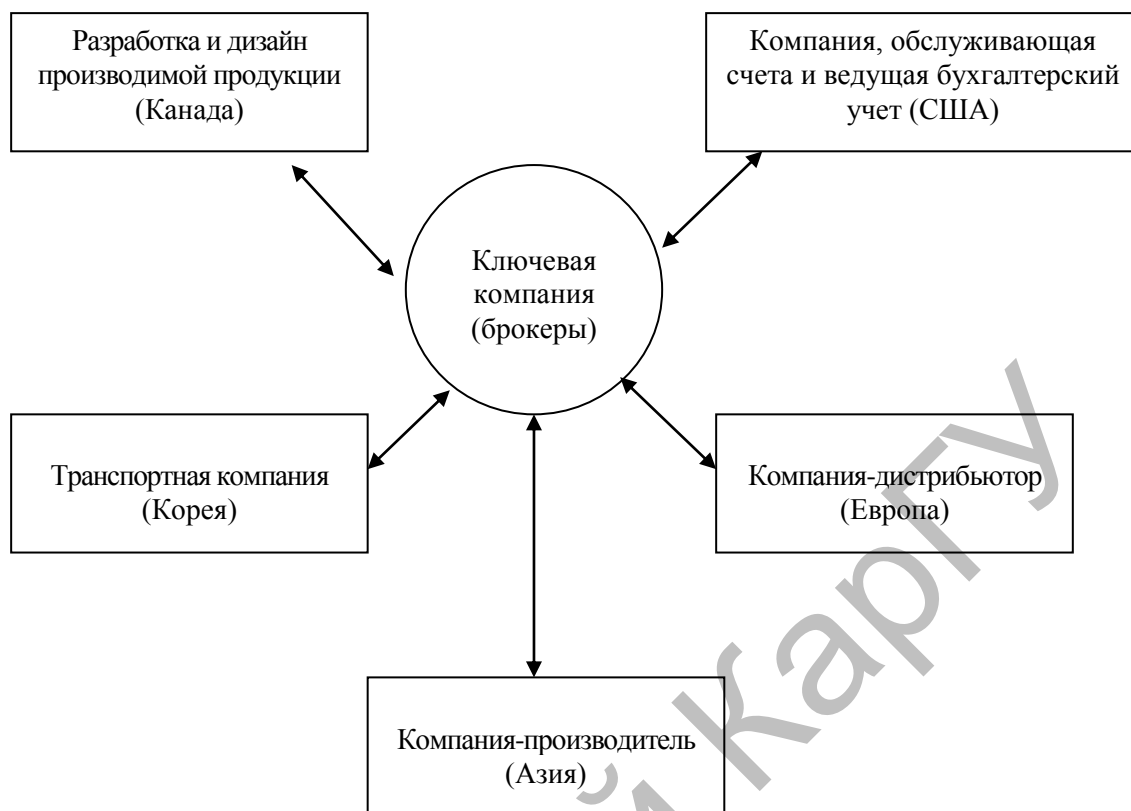 Разработка и дизайн
производимой продукции
(Канада)
Компания, обслуживающая
счета и ведущая бухгалтерский
учет (США)
Ключевая
компания
(брокеры)
Транспортная компания
(Корея)
Компания-дистрибьютор
(Европа)
Компания-производитель
(Азия)
й КарГУ